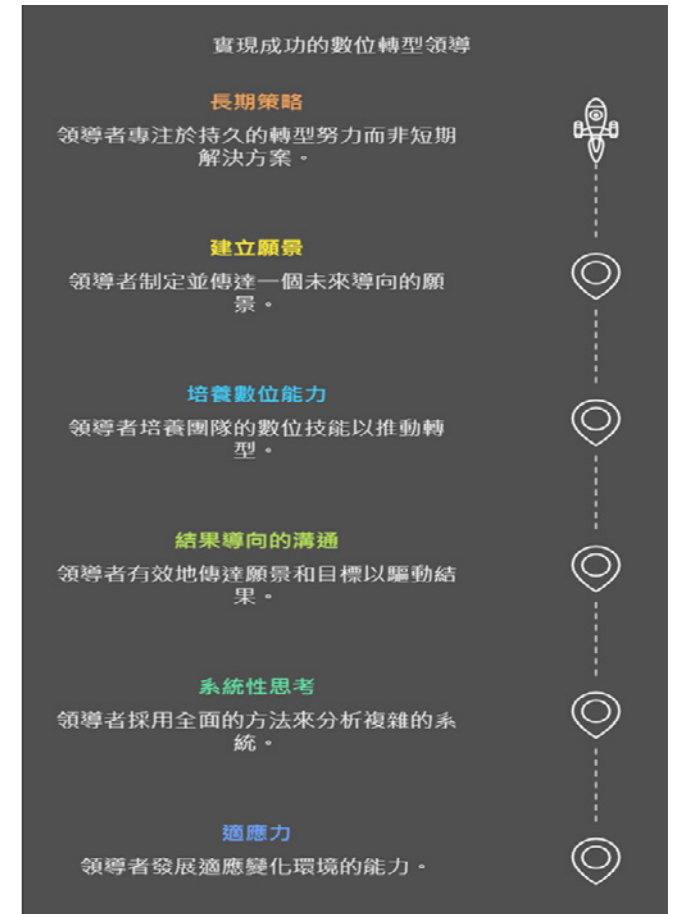 實現成功的數位轉型領導
長期策略
領導者專注於持久的轉型努力而非短期
解決方案。
建立願景
領導者制定並傳達一個未來導向的願
景。
培養數位能力
領導者培養團隊的數位技能以推動轉
型。
結果導向的溝通
領導者有效地傳達願景和目標以驅動結
果。
系統性思考
領導者採用全面的方法來分析複雜的系
統。
適應力
領導者發展適應變化環境的能力。